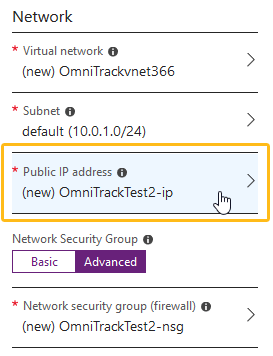 Network
* Virtual network
(new) OmniTrackvnet366
* Subnet
default (10.0.1.0/24)
* Public IP address
(new) OmniTrackTest2-ip
Network Security Group
Basic Advanced
* Network security group (firewall)
(new) OmniTrackTest2-nsg